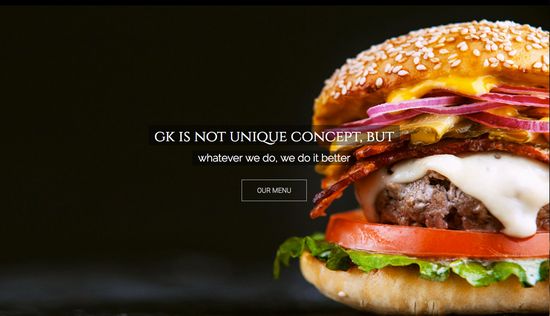 GK IS NOT UNIQUE CONCEPT, BUT
whatever we do, we do it better
OUR MENU